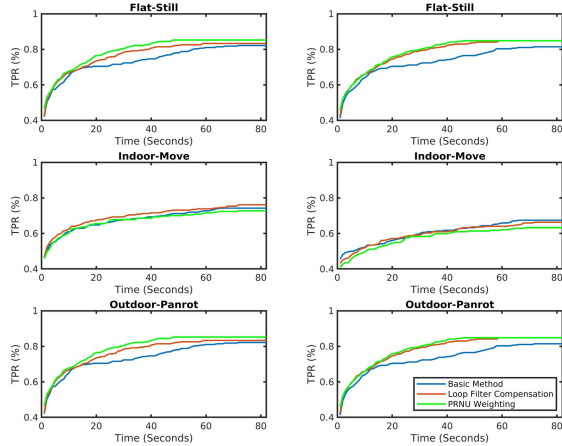 Flat-Still
Flat-Still
TPR (%)
1
0.8
0.6
0.4
0
20
40
60
80
Time (Seconds)
TPR (%)
1
0.8
0.6
0.4
0
20
40
60
80
Time (Seconds)
Indoor-Move
Indoor-Move
TPR (%)
1
0.8
0.6
0.4
0
20
40
60
80
Time (Seconds)
TPR (%)
1
0.8
0.6
0.4
0
20
40
60
80
Time (Seconds)
Outdoor-Panrot
Outdoor-Panrot
TPR (%)
1
0.8
0.6
0.4
0
20
40
60
80
Time (Seconds)
TPR (%)
1
0.8
0.6
0.4
0
20
40
60
80
Time (Seconds)
Basic Method
Loop Filter Compensation
PRNU Weighting